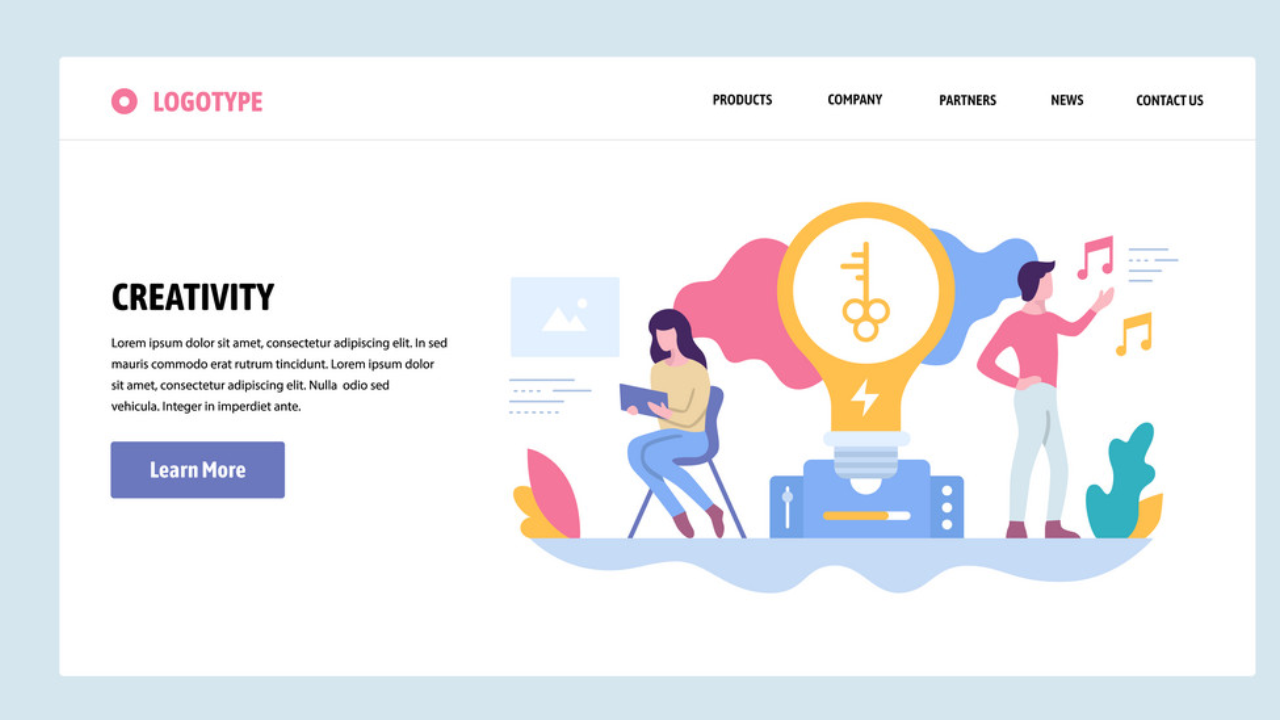 LOGOTYPE
PRODUCTS COMPANY PARTNERS NEWS CONTACT US
CREATIVITY
Lorem ipsum dolor sit amet, consectetur adipiscing elit. In sed
mauris commodo erat rutrum tincidunt. Lorem ipsum dolor
sit amet, consectetur adipiscing elit. Nulla odio sed
vehicula. Integer in imperdiet ante.
Learn More